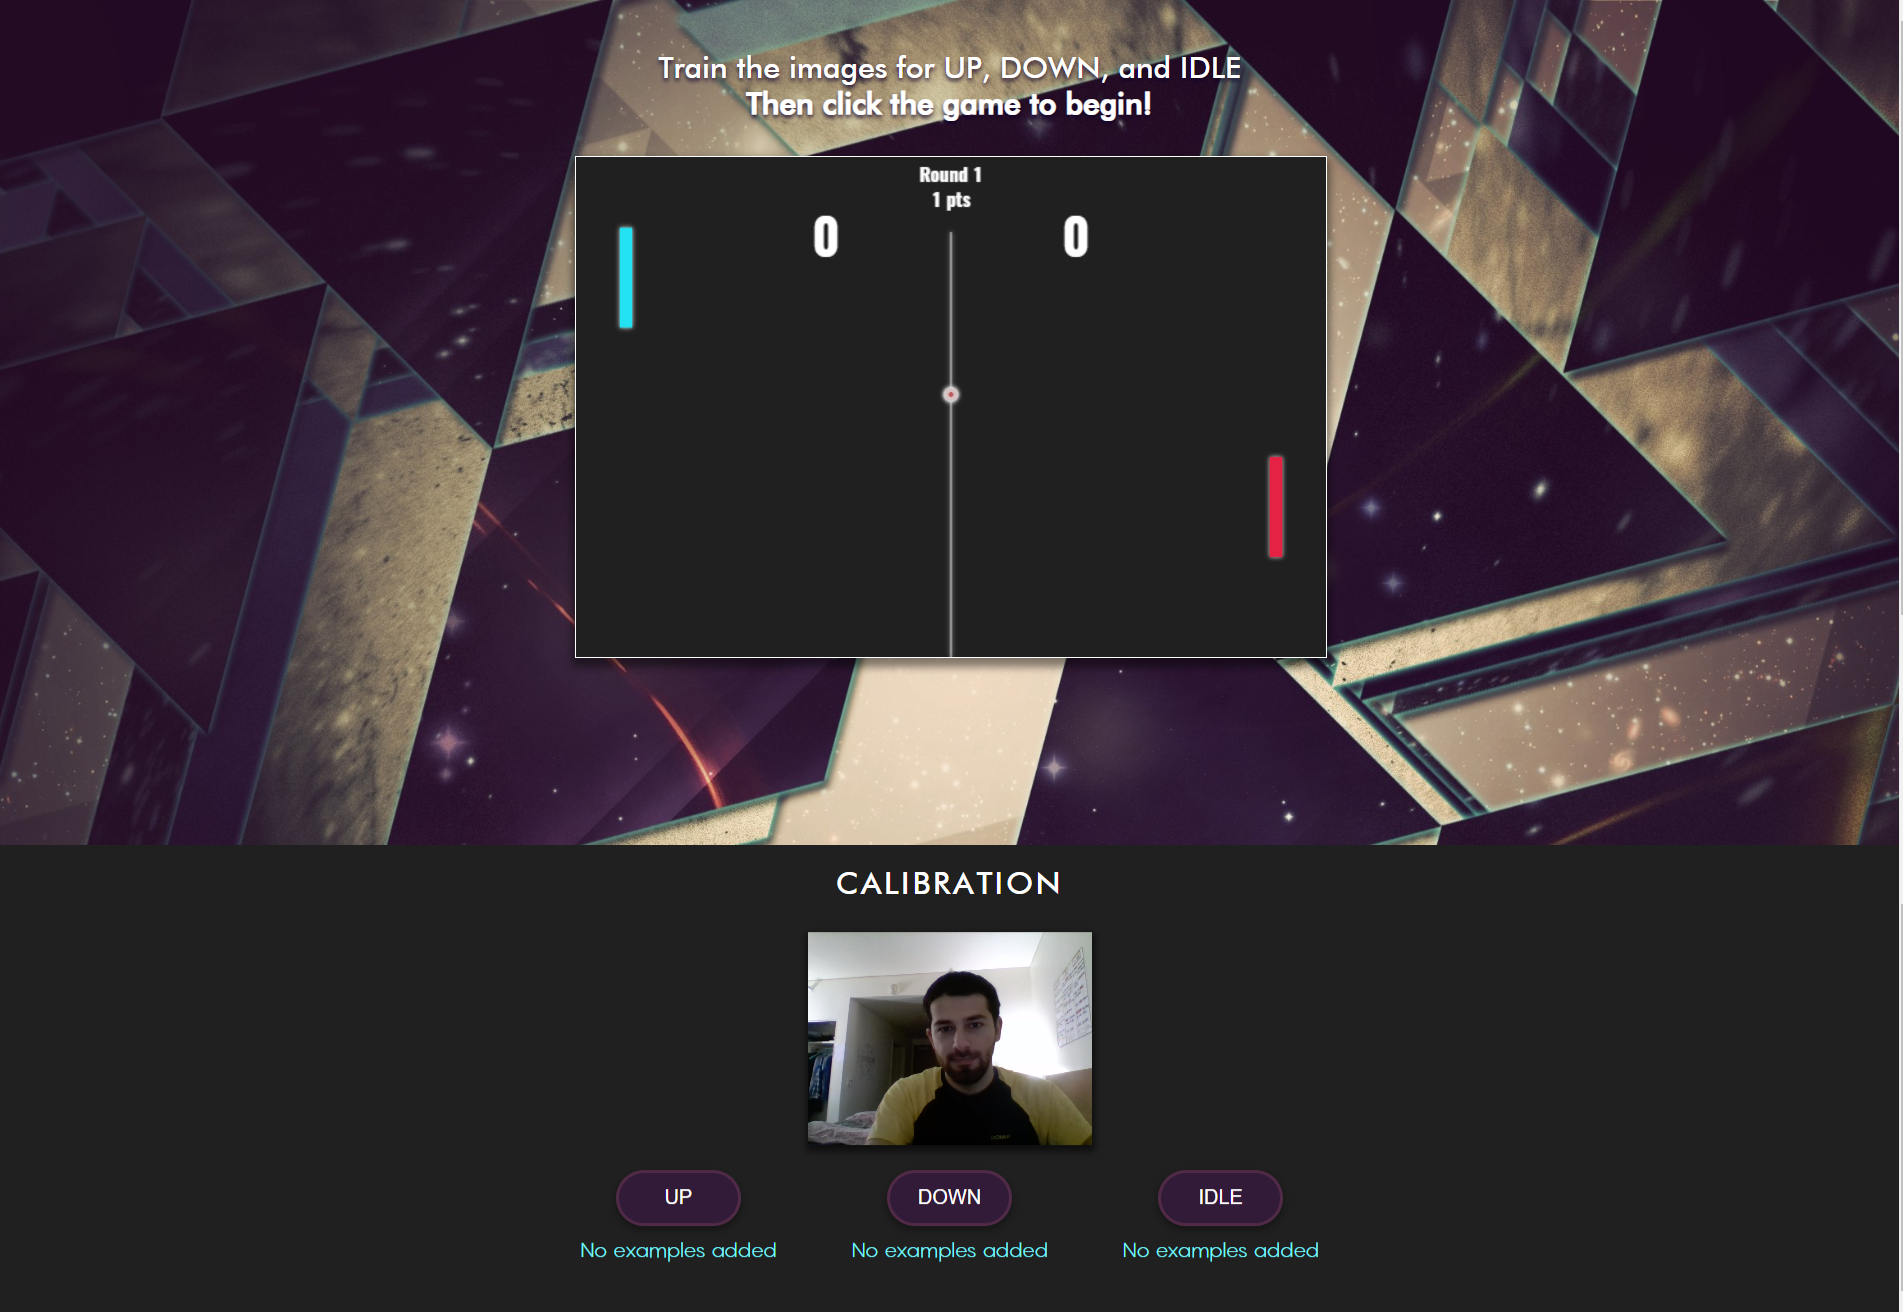 Train the images for UP, DOWN, and IDLE
Then click the game to begin!
Round 1
1 pts
0 0
CALIBRATION
UP DOWN IDLE
No examples added No examples added No examples added